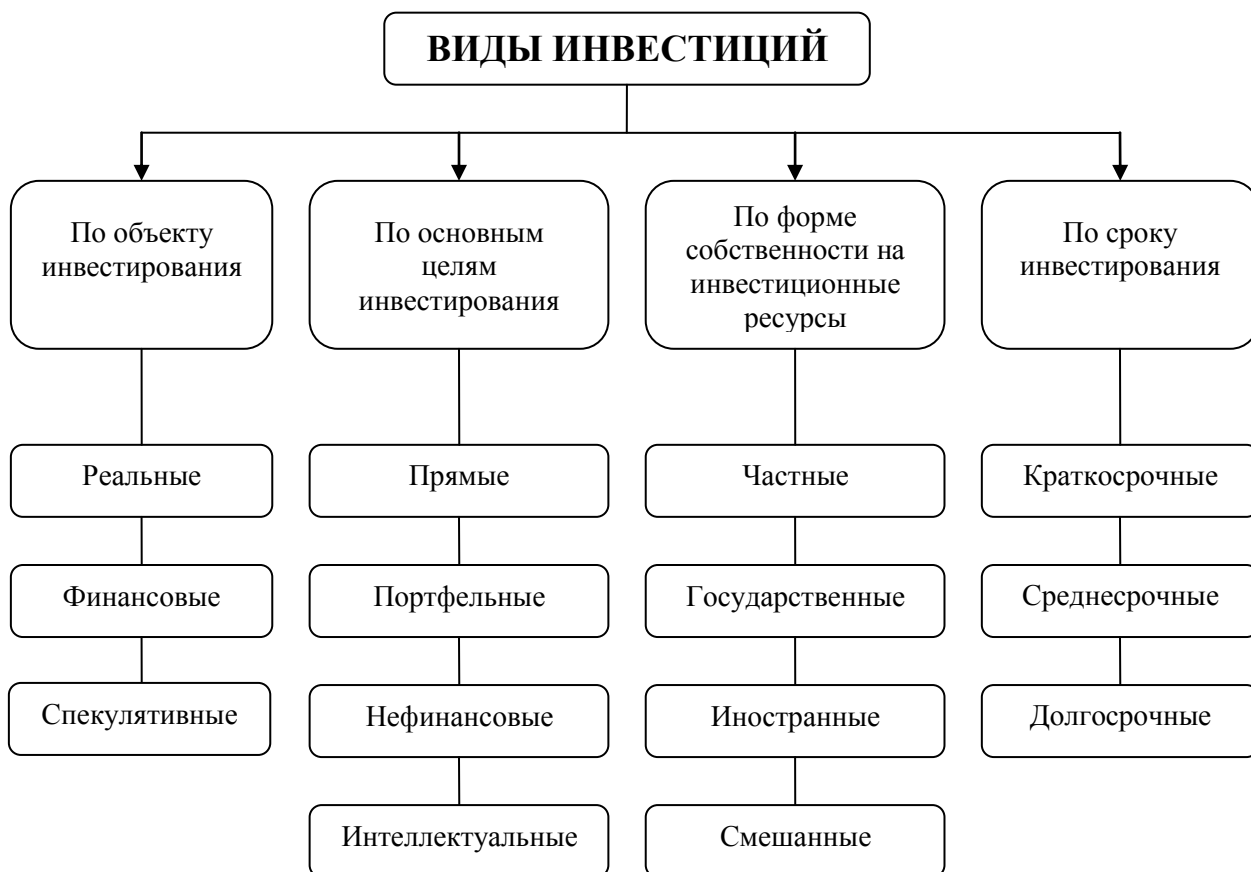 ВИДЫ ИНВЕСТИЦИЙ
По объекту
инвестирования
По основным
целям
инвестирования
По форме
собственности на
инвестиционные
ресурсы
По сроку
инвестирования
Реальные
Прямые
Частные
Краткосрочные
Финансовые
Портфельные
Государственные
Среднесрочные
Спекулятивные
Нефинансовые
Иностранные
Долгосрочные
Интеллектуальные
Смешанные